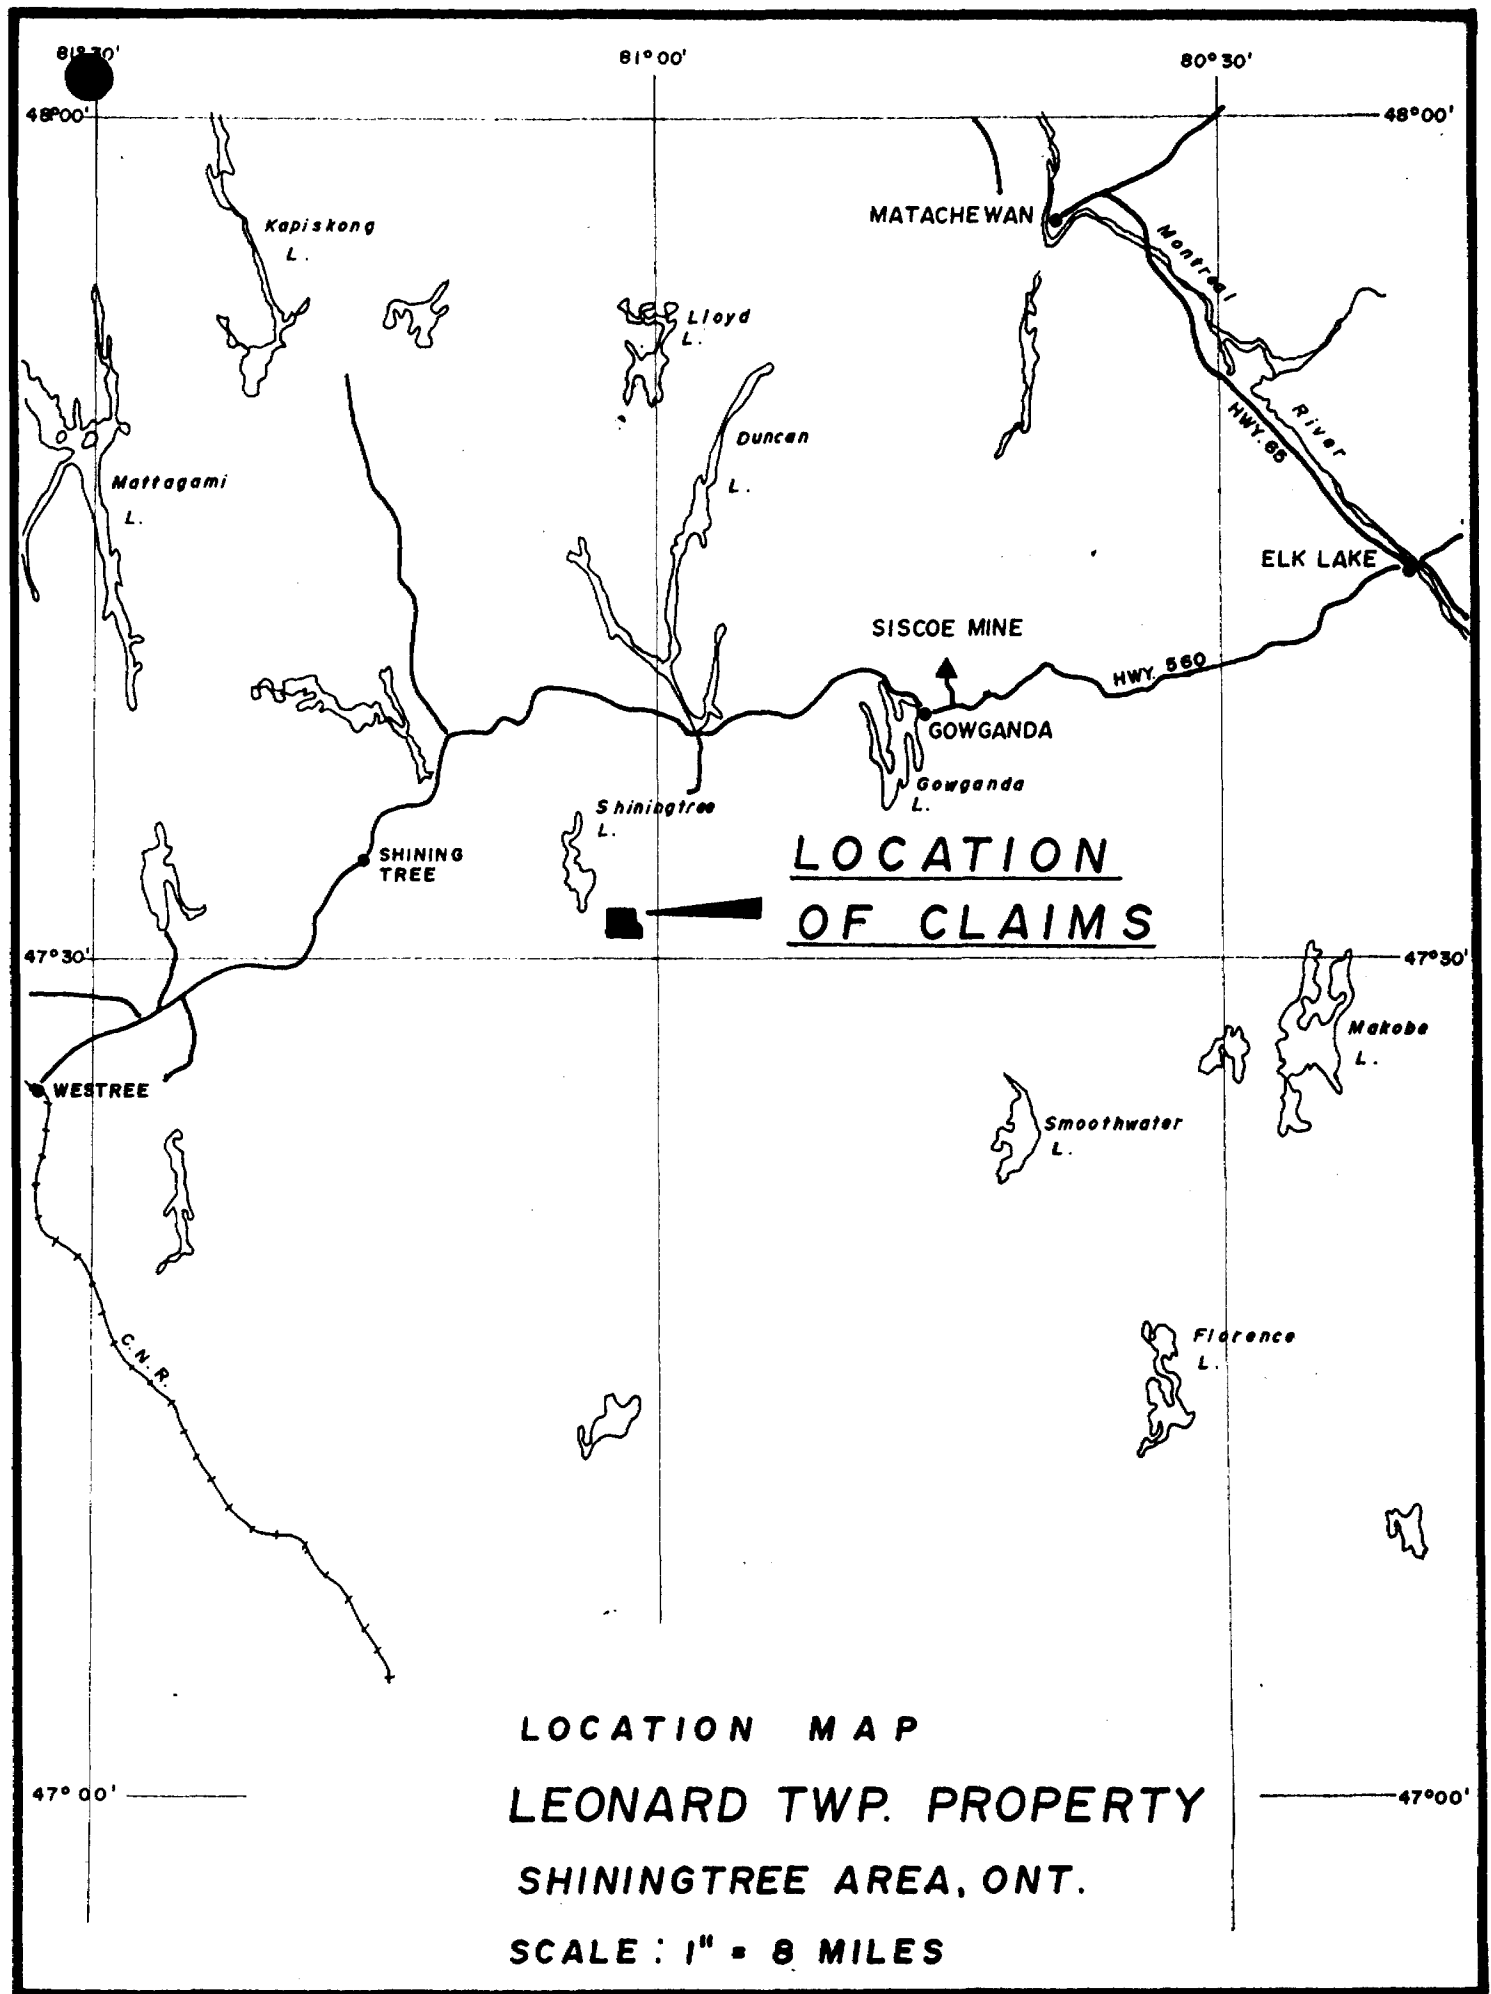 81°30'
81°00'
80°30'
48°00'
48°00'
MATACHEWAN
Kapiskong
L.
Montreal
Lloyd
L.
River
HWY. 65
Duncan
L.
Mattagami
L.
ELK LAKE
SISCOE MINE
HWY. 560
GOWGANDA
Gowganda
L.
Shiningtree
L.
SHINING
TREE
LOCATION
OF CLAIMS
47°30'
47°30'
Makobe
L.
WESTREE
Smoothwater
L.
C.N.R.
Florence
L.
LOCATION MAP
47°00'
LEONARD TWP. PROPERTY
47°00'
SHININGTREE AREA, ONT.
SCALE: 1" = 8 MILES